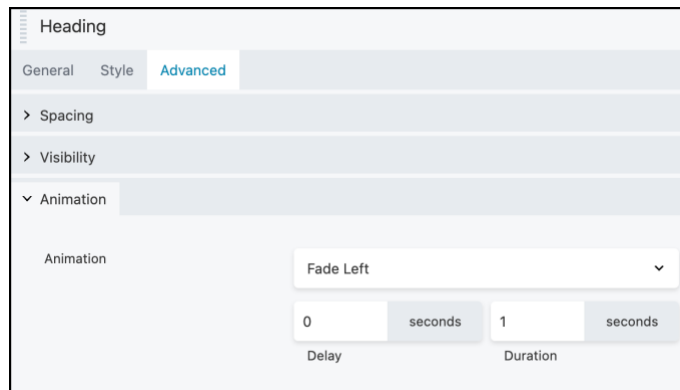 Heading
General Style Advanced
Spacing
Visibility
Animation
Animation Fade Left
0 seconds 1 seconds
Delay Duration